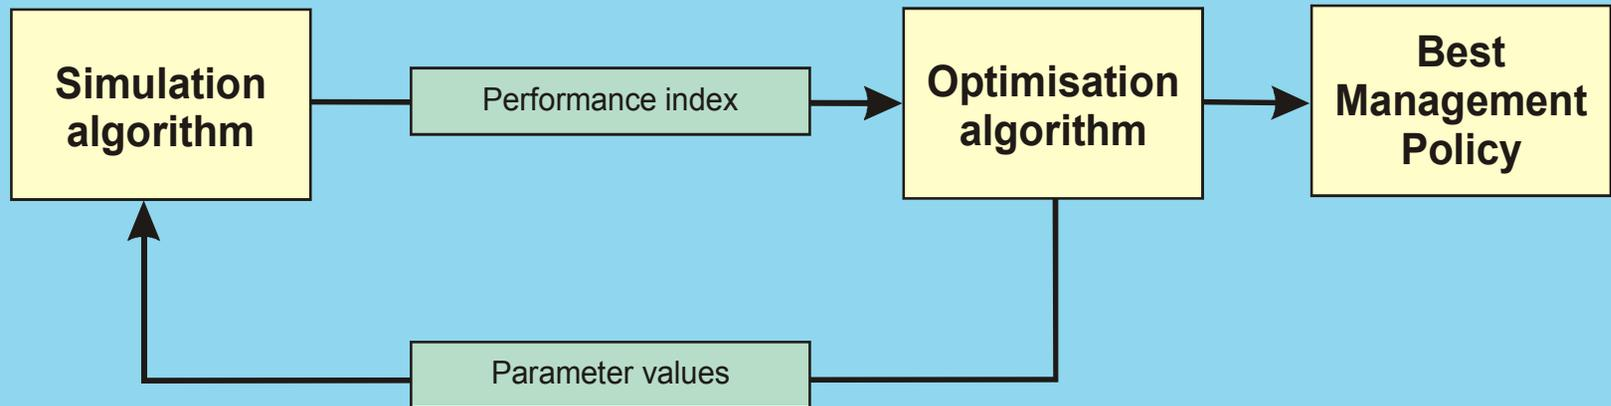 Simulation
algorithm
Performance index
Optimisation
algorithm
Best
Management
Policy
Parameter values